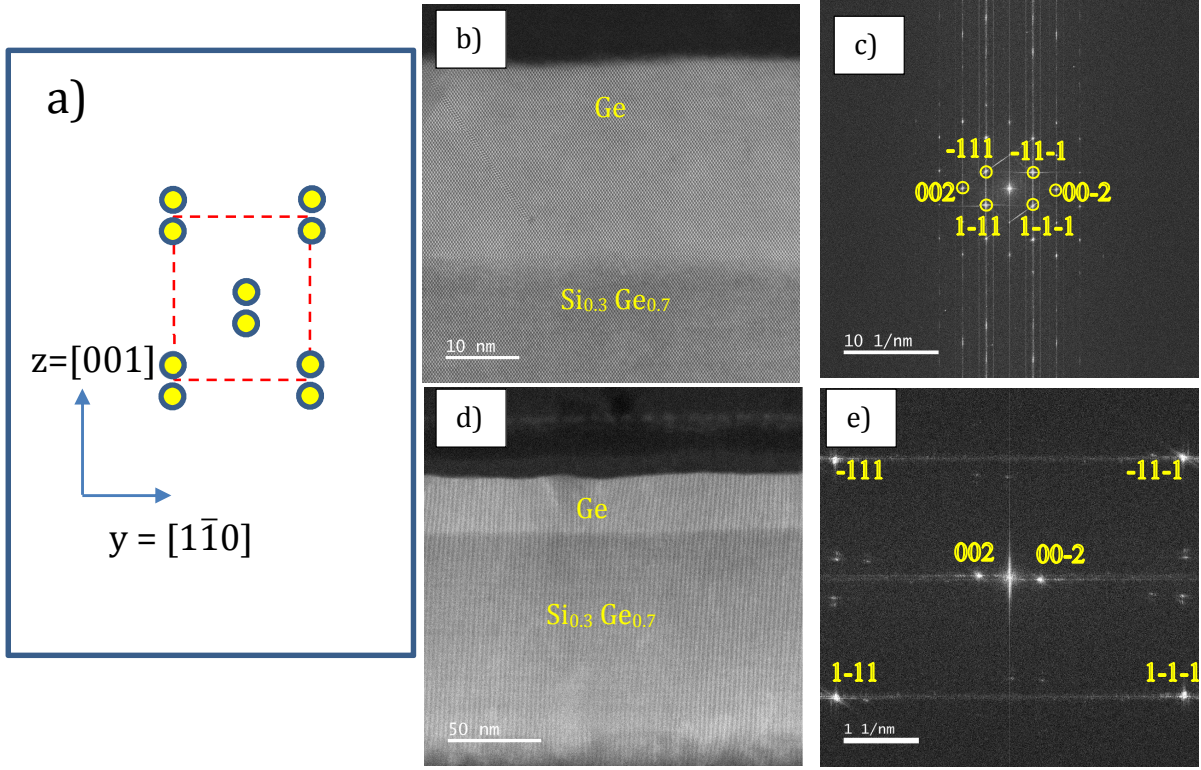 a)
z=[001]
y = [11̅0]
b)
Ge
Si₀.₃ Ge₀.₇
10 nm
c)
-111
-11-1
002
00-2
1-11
1-1-1
10 1/nm
d)
Ge
Si₀.₃ Ge₀.₇
50 nm
e)
-111
-11-1
002
00-2
1-11
1-1-1
1 1/nm